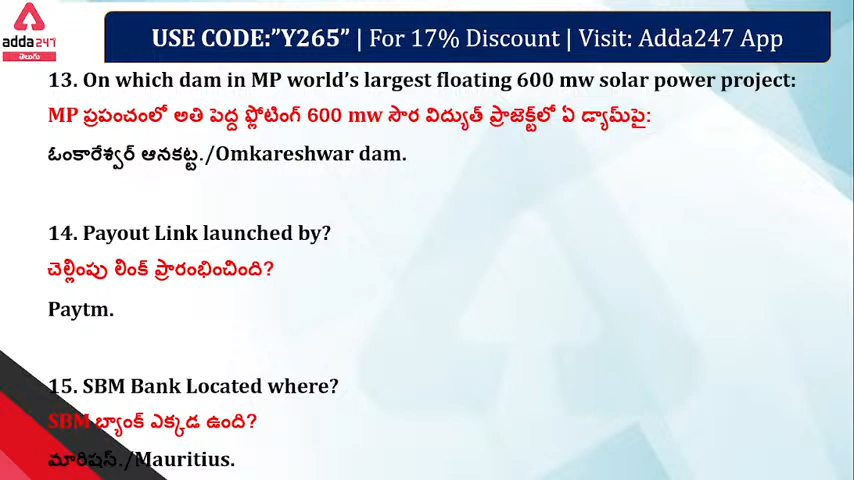 adda247
తెలుగు
USE CODE:”Y265” | For 17% Discount | Visit: Adda247 App
13. On which dam in MP world’s largest floating 600 mw solar power project:
MP ప్రపంచంలో అతి పెద్ద ఫ్లోటింగ్ 600 mw సౌర విద్యుత్ ప్రాజెక్ట్‌లో ఏ డ్యామ్‌పై:
ఓంకారేశ్వర్ ఆనకట్ట./Omkareshwar dam.
14. Payout Link launched by?
చెల్లింపు లింక్ ప్రారంభించింది?
Paytm.
15. SBM Bank Located where?
SBM బ్యాంక్ ఎక్కడ ఉంది?
మారిషస్./Mauritius.